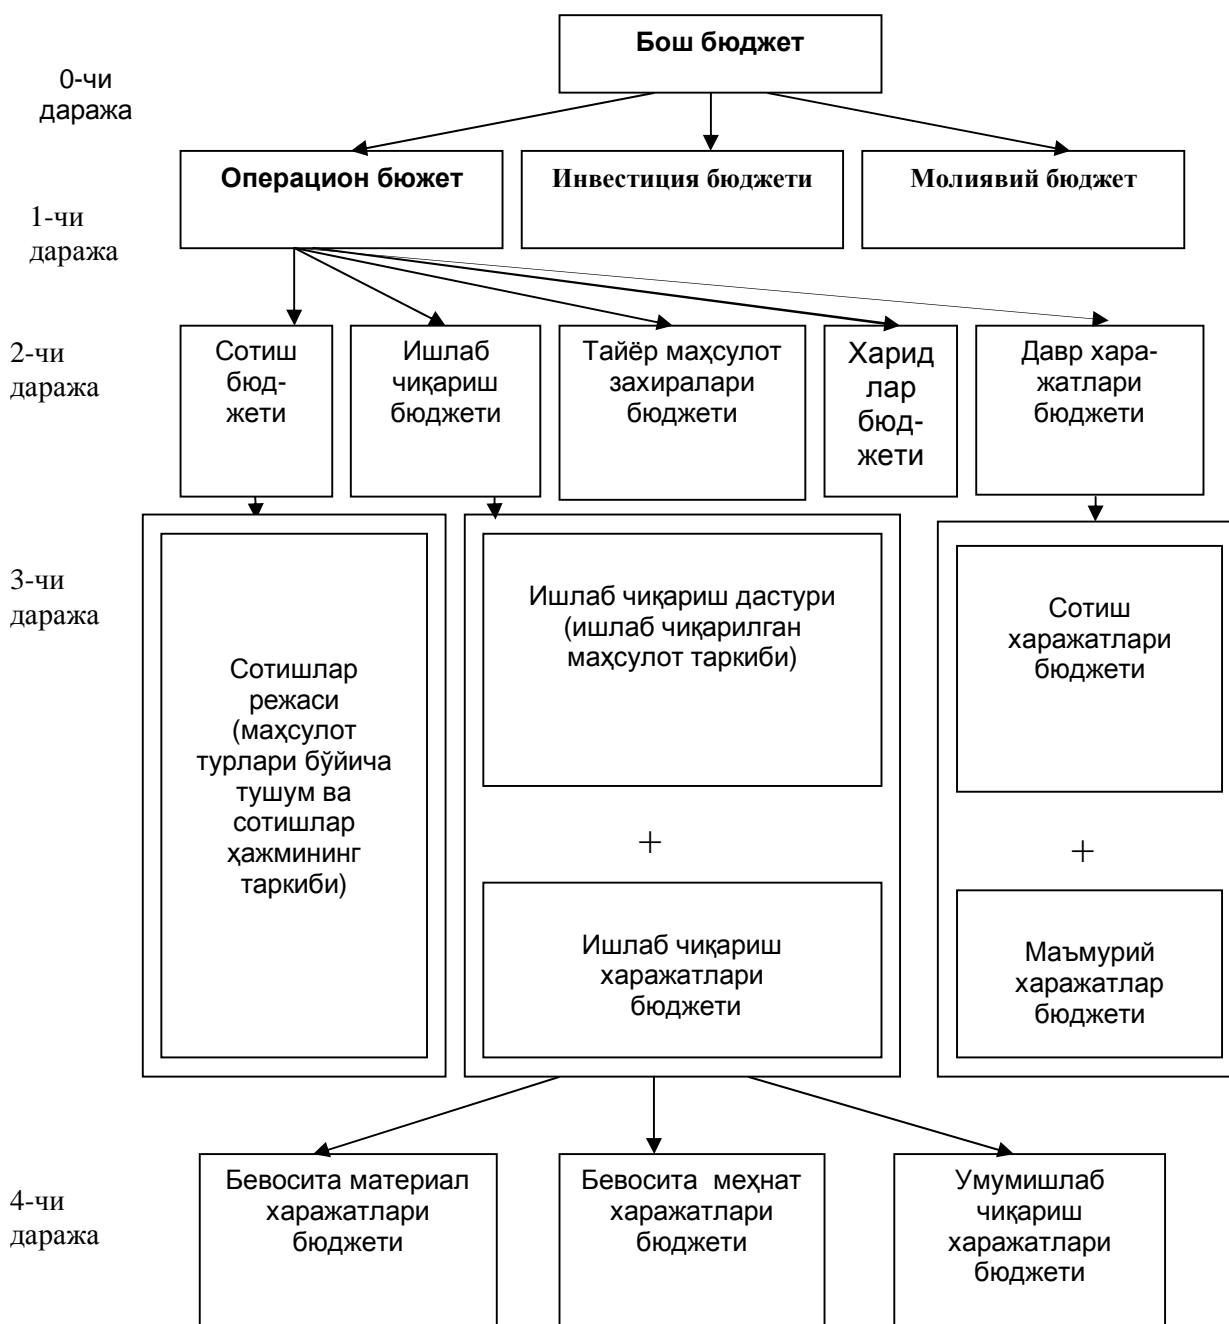 Бош бюджет
0-чи
даража
Операцион бюжет
Инвестиция бюджети
Молиявий бюджет
1-чи
даража
2-чи
даража
Сотиш
бюд-
жети
Ишлаб
чиқариш
бюджети
Тайёр маҳсулот
захиралари
бюджети
Харид
лар
бюд-
жети
Давр хара-
жатлари
бюджети
3-чи
даража
Сотишлар
режаси
(маҳсулот
турлари бўйича
тушум ва
сотишлар
ҳажмининг
таркиби)
Ишлаб чиқариш дастури
(ишлаб чиқарилган
маҳсулот таркиби)
+
Ишлаб чиқариш
харажатлари
бюджети
Сотиш
харажатлари
бюджети
+
Маъмурий
харажатлар
бюджети
4-чи
даража
Бевосита материал
харажатлари
бюджети
Бевосита меҳнат
харажатлари
бюджети
Умумишлаб
чиқариш
харажатлари
бюджети